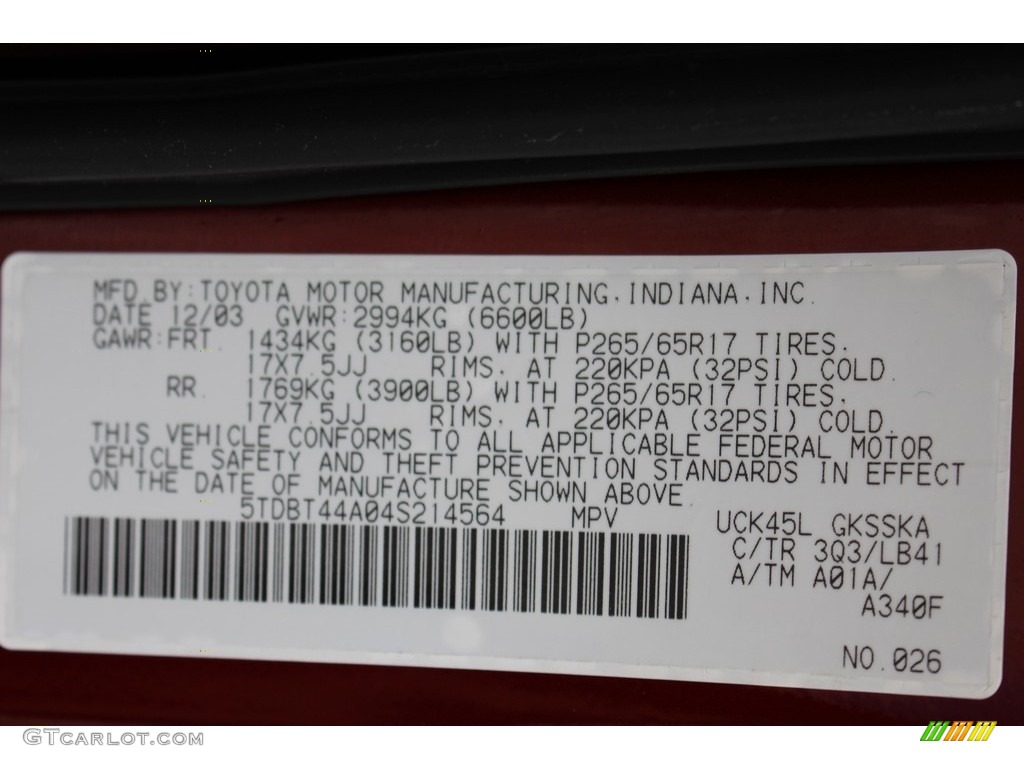 MFD.BY:TOYOTA MOTOR MANUFACTURING.INDIANA.INC.
DATE 12/03 GVWR:2994KG (6600LB)
GAWR:FRT. 1434KG (3160LB) WITH P265/65R17 TIRES.
17X7.5JJ RIMS. AT 220KPA (32PSI) COLD.
RR. 1769KG (3900LB) WITH P265/65R17 TIRES.
17X7.5JJ RIMS. AT 220KPA (32PSI) COLD.
THIS VEHICLE CONFORMS TO ALL APPLICABLE FEDERAL MOTOR
VEHICLE SAFETY AND THEFT PREVENTION STANDARDS IN EFFECT
ON THE DATE OF MANUFACTURE SHOWN ABOVE.
5TDBT44A04S214564 MPV
UCK45L GKSSKA
C/TR 3Q3/LB41
A/TM A01A/
A340F
NO.026
GTCARLOT.COM